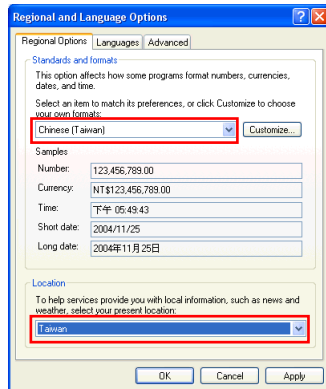 Regional and Language Options
Regional Options
Languages
Advanced
Standards and formats
This option affects how some programs format numbers, currencies,
dates, and time.
Select an item to match its preferences, or click Customize to choose
your own formats:
Chinese (Taiwan)
Customize...
Samples
Number:
123,456,789.00
Currency:
NT$123,456,789.00
Time:
下午 05:49:43
Short date:
2004/11/25
Long date:
2004年11月25日
Location
To help services provide you with local information, such as news and
weather, select your present location:
Taiwan
OK
Cancel
Apply